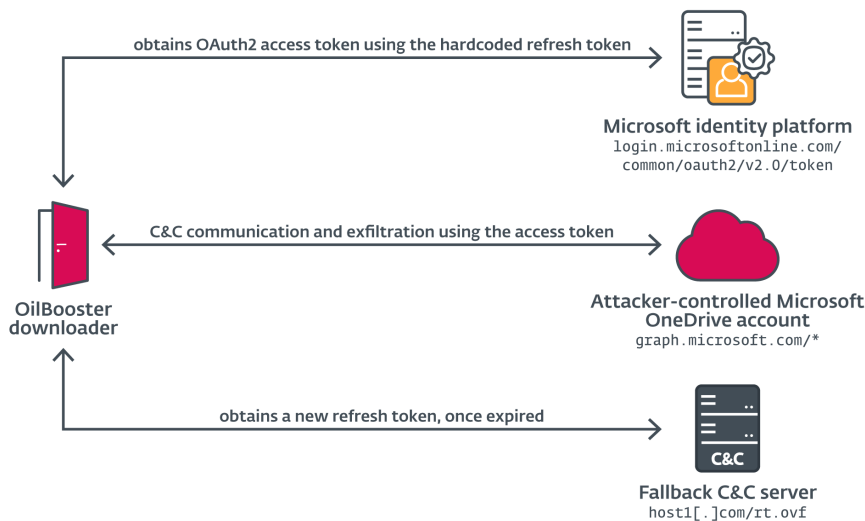 obtains OAuth2 access token using the hardcoded refresh token
Microsoft identity platform
login.microsoftonline.com/
common/oauth2/v2.0/token
C&C communication and exfiltration using the access token
OilBooster
downloader
Attacker-controlled Microsoft
OneDrive account
graph.microsoft.com/*
obtains a new refresh token, once expired
C&C
Fallback C&C server
host1[.]com/rt.ovf